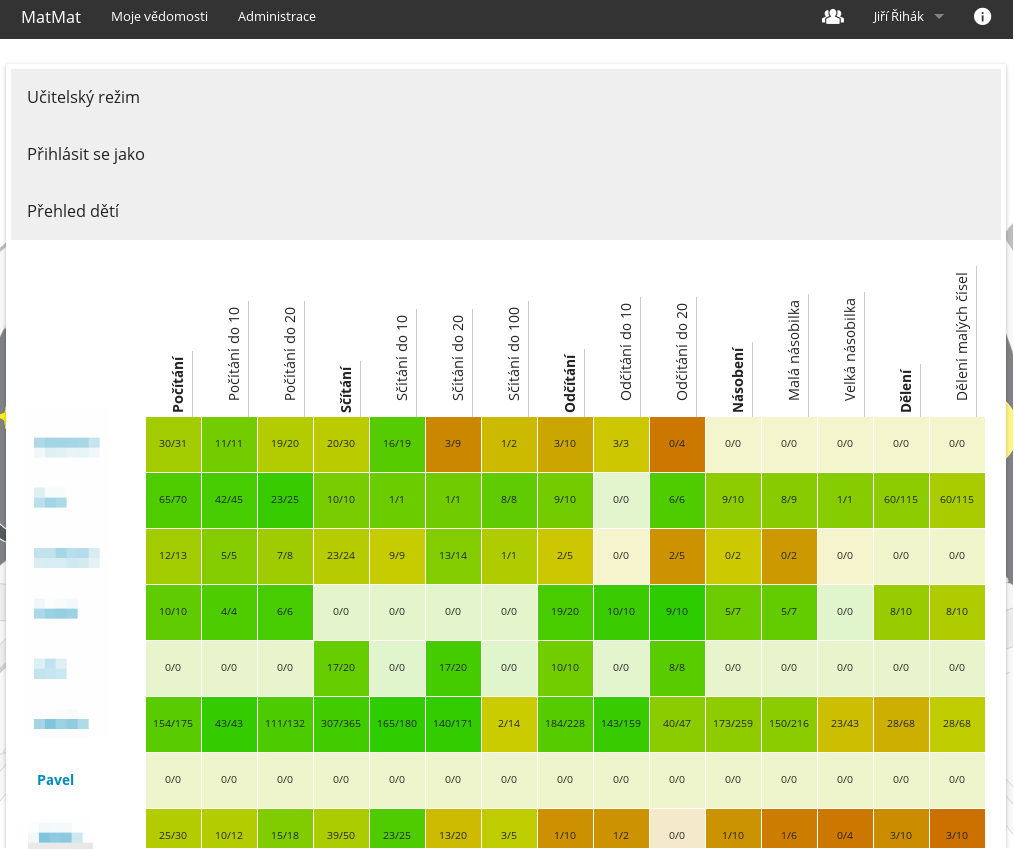 MatMat Moje vědomosti Administrace Jiří Řihák
Učitelský režim
Přihlásit se jako
Přehled dětí
Počítání Počítání do 10 Počítání do 20 Sčítání Sčítání do 10 Sčítání do 20 Sčítání do 100 Odčítání Odčítání do 10 Odčítání do 20 Násobení Malá násobilka Velká násobilka Dělení Dělení malých čísel
30/31 11/11 19/20 20/30 16/19 3/9 1/2 3/10 3/3 0/4 0/0 0/0 0/0 0/0 0/0
65/70 42/45 23/25 10/10 1/1 1/1 8/8 9/10 0/0 6/6 9/10 8/9 1/1 60/115 60/115
12/13 5/5 7/8 23/24 9/9 13/14 1/1 2/5 0/0 2/5 0/2 0/2 0/0 0/0 0/0
10/10 4/4 6/6 0/0 0/0 0/0 0/0 19/20 10/10 9/10 5/7 5/7 0/0 8/10 8/10
0/0 0/0 0/0 17/20 0/0 17/20 0/0 10/10 0/0 8/8 0/0 0/0 0/0 0/0 0/0
154/175 43/43 111/132 307/365 165/180 140/171 2/14 184/228 143/159 40/47 173/259 150/216 23/43 28/68 28/68
Pavel 0/0 0/0 0/0 0/0 0/0 0/0 0/0 0/0 0/0 0/0 0/0 0/0 0/0 0/0 0/0
25/30 10/12 15/18 39/50 23/25 13/20 3/5 1/10 1/2 0/0 1/10 1/6 0/4 3/10 3/10